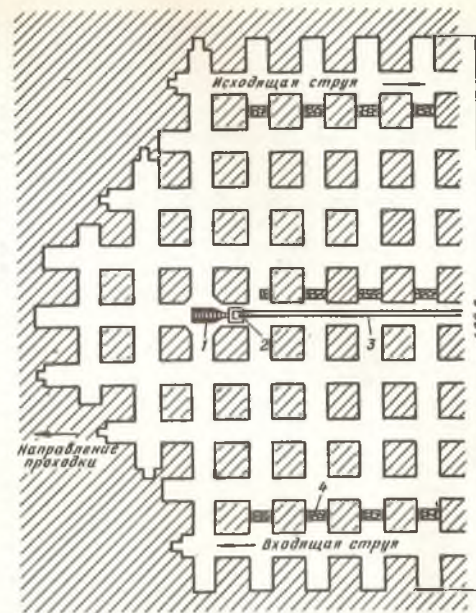 Исходящая струя
1
2
3
Направление
проходки
4
Входящая струя